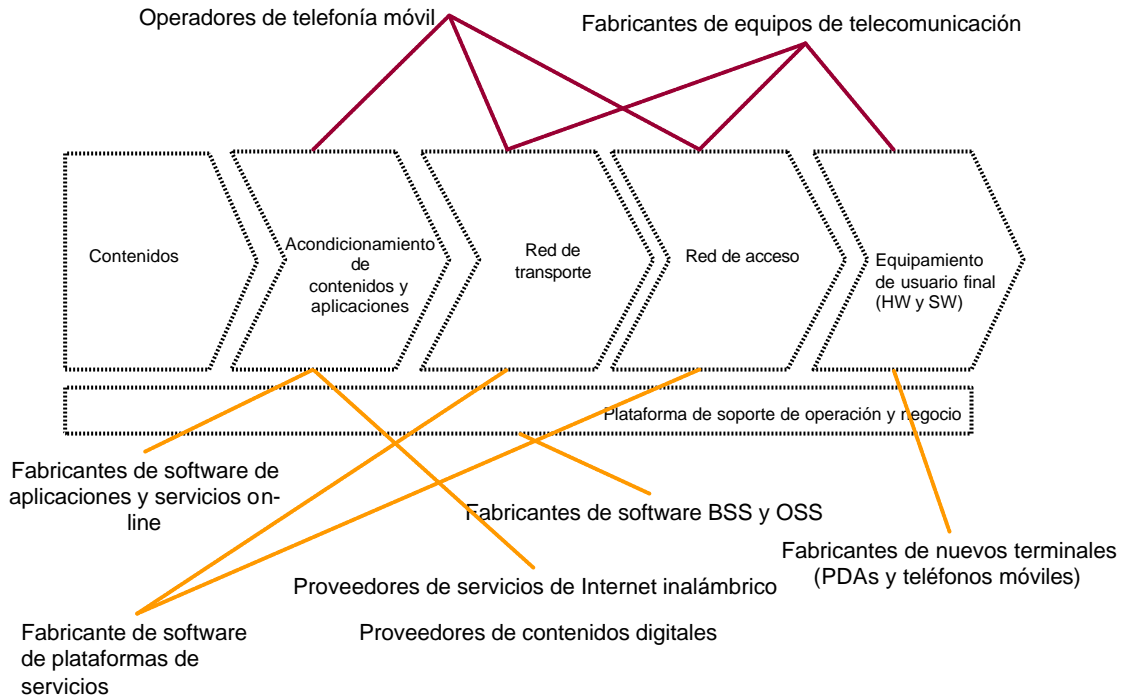 Operadores de telefonía móvil
Fabricantes de equipos de telecomunicación
Contenidos
Acondicionamiento
de
contenidos y
aplicaciones
Red de
transporte
Red de acceso
Equipamiento
de usuario final
(HW y SW)
Plataforma de soporte de operación y negocio
Fabricantes de software de
aplicaciones y servicios on-
line
Fabricantes de software BSS y OSS
Fabricantes de nuevos terminales
(PDAs y teléfonos móviles)
Proveedores de servicios de Internet inalámbrico
Fabricante de software
de plataformas de
servicios
Proveedores de contenidos digitales